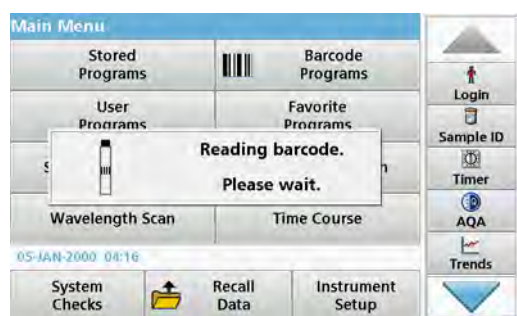 Main Menu
Stored
Programs
Barcode
Programs
User
Programs
Favorite
Programs
Reading barcode.
Please wait.
Wavelength Scan
Time Course
05-JAN-2000 04:16
System
Checks
Recall
Data
Instrument
Setup
Login
Sample ID
Timer
AQA
Trends